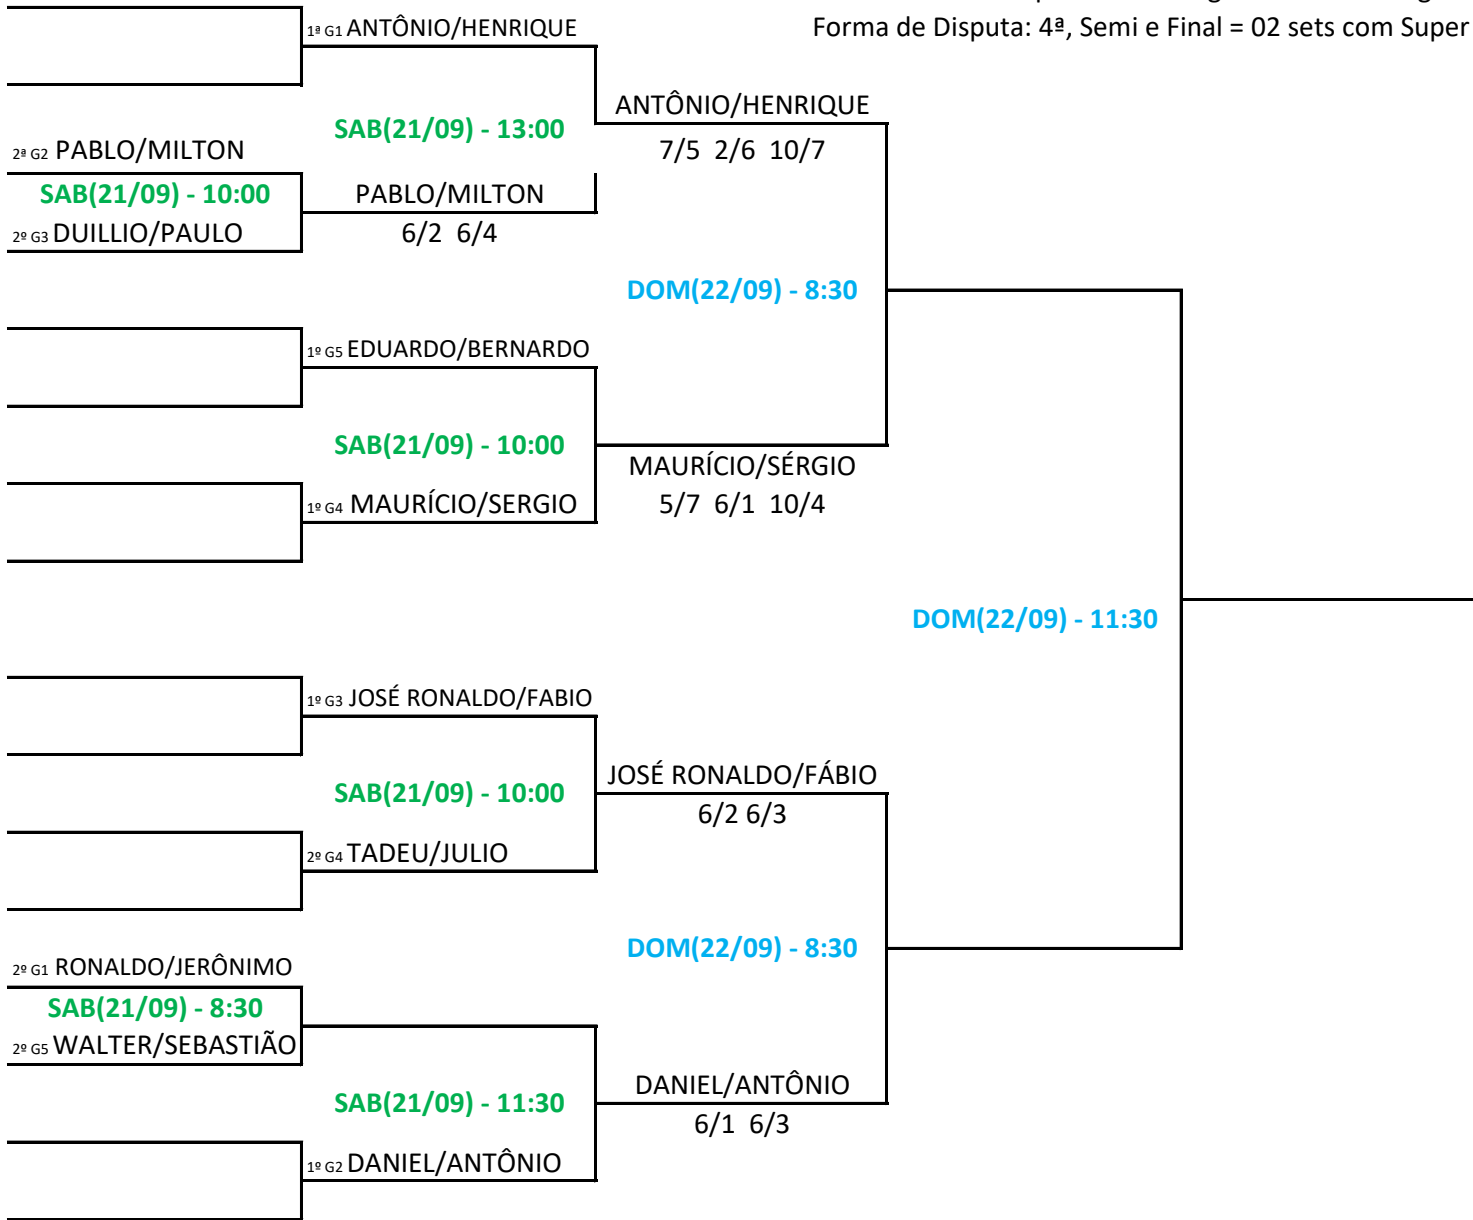 1ª G1 ANTÔNIO/HENRIQUE
Forma de Disputa: 4ª, Semi e Final = 02 sets com Super
SAB(21/09) - 13:00
ANTÔNIO/HENRIQUE
7/5 2/6 10/7
2ª G2 PABLO/MILTON
SAB(21/09) - 10:00
2º G3 DUILLIO/PAULO
PABLO/MILTON
6/2 6/4
DOM(22/09) - 8:30
1º G5 EDUARDO/BERNARDO
SAB(21/09) - 10:00
MAURÍCIO/SÉRGIO
5/7 6/1 10/4
1º G4 MAURÍCIO/SERGIO
DOM(22/09) - 11:30
1º G3 JOSÉ RONALDO/FABIO
SAB(21/09) - 10:00
JOSÉ RONALDO/FÁBIO
6/2 6/3
2º G4 TADEU/JULIO
DOM(22/09) - 8:30
2º G1 RONALDO/JERÔNIMO
SAB(21/09) - 8:30
2º G5 WALTER/SEBASTIÃO
SAB(21/09) - 11:30
DANIEL/ANTÔNIO
6/1 6/3
1º G2 DANIEL/ANTÔNIO